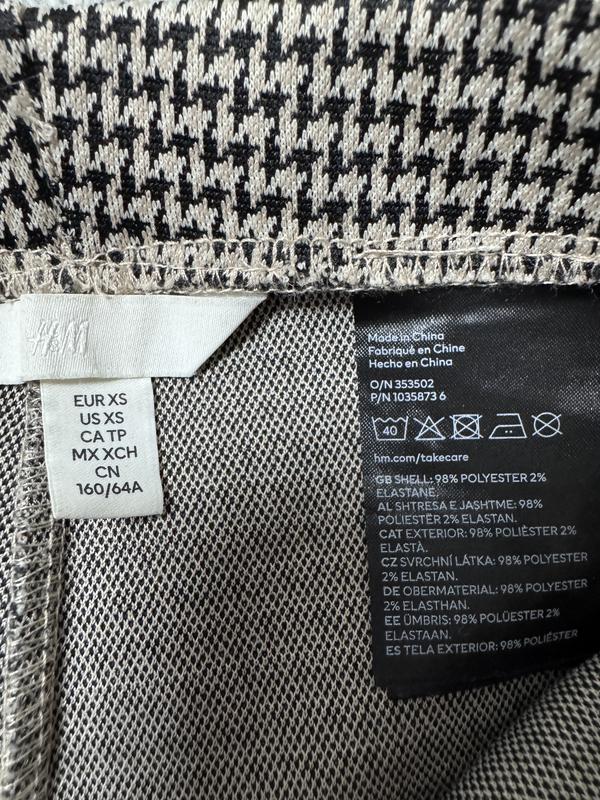 H&M
EUR XS
US XS
CA TP
MX XCH
CN
160/64A
Made in China
Fabriqué en Chine
Hecho en China
O/N 353502
P/N 1035873 6
40
hm.com/takecare
GB SHELL: 98% POLYESTER 2%
ELASTANE.
AL SHTRESA E JASHTME: 98%
POLIESTËR 2% ELASTAN.
CAT EXTERIOR: 98% POLIÈSTER 2%
ELASTÀ.
CZ SVRCHNÍ LÁTKA: 98% POLYESTER
2% ELASTAN.
DE OBERMATERIAL: 98% POLYESTER
2% ELASTHAN.
EE ÜMBRIS: 98% POLÜESTER 2%
ELASTAAN.
ES TELA EXTERIOR: 98% POLIÉSTER